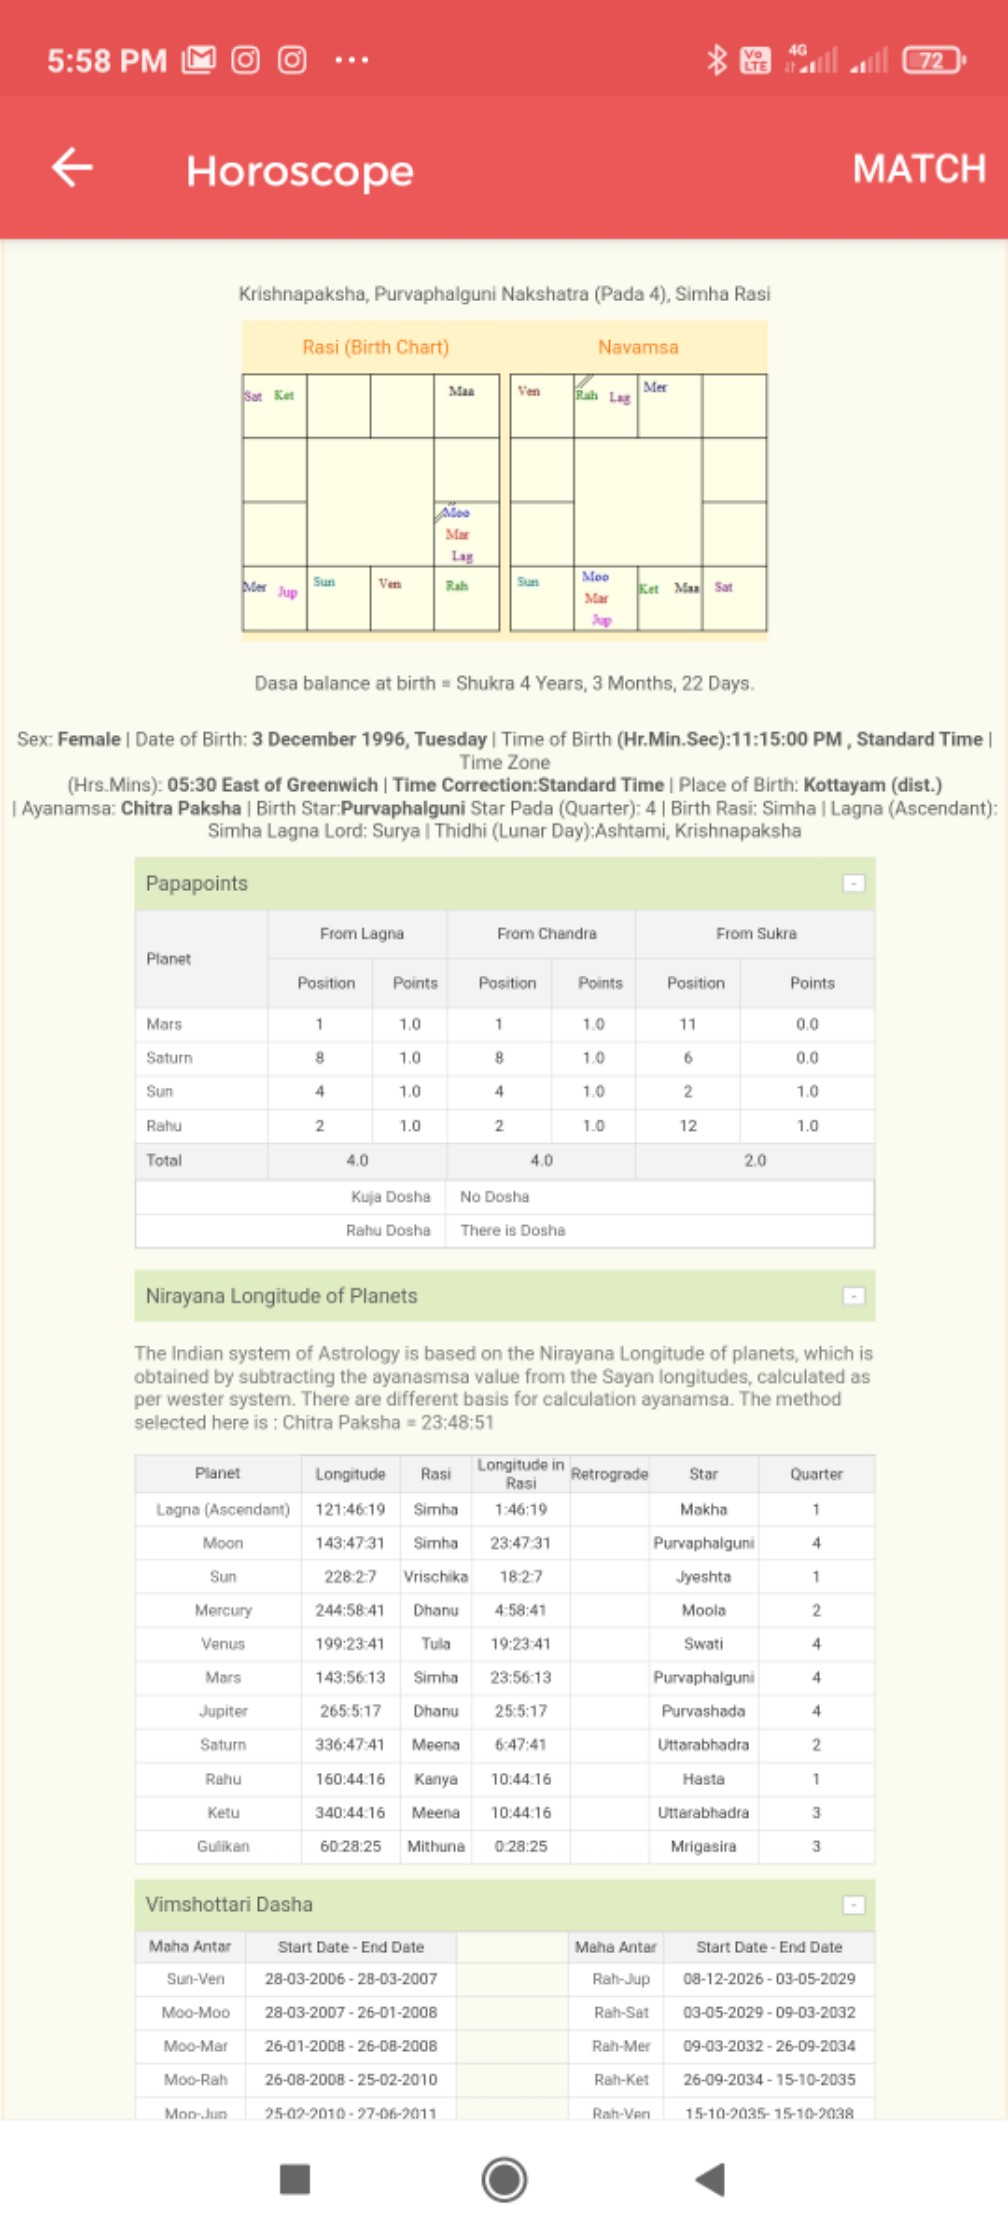 5:58 PM
Vo LTE 4G 72
Horoscope MATCH
Krishnapaksha, Purvaphalguni Nakshatra (Pada 4), Simha Rasi
Rasi (Birth Chart) Navamsa
Sat Ket Maa Ven Rah Lag Mer
Moo
Mar
Lag
Mer Jup Sun Ven Rah Sun Moo Mar Jup Ket Maa Sat
Dasa balance at birth = Shukra 4 Years, 3 Months, 22 Days.
Sex: Female | Date of Birth: 3 December 1996, Tuesday | Time of Birth (Hr.Min.Sec):11:15:00 PM , Standard Time |
Time Zone
(Hrs.Mins): 05:30 East of Greenwich | Time Correction:Standard Time | Place of Birth: Kottayam (dist.)
| Ayanamsa: Chitra Paksha | Birth Star:Purvaphalguni Star Pada (Quarter): 4 | Birth Rasi: Simha | Lagna (Ascendant):
Simha Lagna Lord: Surya | Thidhi (Lunar Day):Ashtami, Krishnapaksha
Papapoints -
Planet From Lagna From Chandra From Sukra
Position Points Position Points Position Points
Mars 1 1.0 1 1.0 11 0.0
Saturn 8 1.0 8 1.0 6 0.0
Sun 4 1.0 4 1.0 2 1.0
Rahu 2 1.0 2 1.0 12 1.0
Total 4.0 4.0 2.0
Kuja Dosha No Dosha
Rahu Dosha There is Dosha
Nirayana Longitude of Planets -
The Indian system of Astrology is based on the Nirayana Longitude of planets, which is
obtained by subtracting the ayanasmsa value from the Sayan longitudes, calculated as
per wester system. There are different basis for calculation ayanamsa. The method
selected here is : Chitra Paksha = 23:48:51
Planet Longitude Rasi Longitude in Rasi Retrograde Star Quarter
Lagna (Ascendant) 121:46:19 Simha 1:46:19 Makha 1
Moon 143:47:31 Simha 23:47:31 Purvaphalguni 4
Sun 228:2:7 Vrischika 18:2:7 Jyeshta 1
Mercury 244:58:41 Dhanu 4:58:41 Moola 2
Venus 199:23:41 Tula 19:23:41 Swati 4
Mars 143:56:13 Simha 23:56:13 Purvaphalguni 4
Jupiter 265:5:17 Dhanu 25:5:17 Purvashada 4
Saturn 336:47:41 Meena 6:47:41 Uttarabhadra 2
Rahu 160:44:16 Kanya 10:44:16 Hasta 1
Ketu 340:44:16 Meena 10:44:16 Uttarabhadra 3
Gulikan 60:28:25 Mithuna 0:28:25 Mrigasira 3
Vimshottari Dasha -
Maha Antar Start Date - End Date Maha Antar Start Date - End Date
Sun-Ven 28-03-2006 - 28-03-2007 Rah-Jup 08-12-2026 - 03-05-2029
Moo-Moo 28-03-2007 - 26-01-2008 Rah-Sat 03-05-2029 - 09-03-2032
Moo-Mar 26-01-2008 - 26-08-2008 Rah-Mer 09-03-2032 - 26-09-2034
Moo-Rah 26-08-2008 - 25-02-2010 Rah-Ket 26-09-2034 - 15-10-2035
Moo-Jup 25-02-2010 - 27-06-2011 Rah-Ven 15-10-2035- 15-10-2038